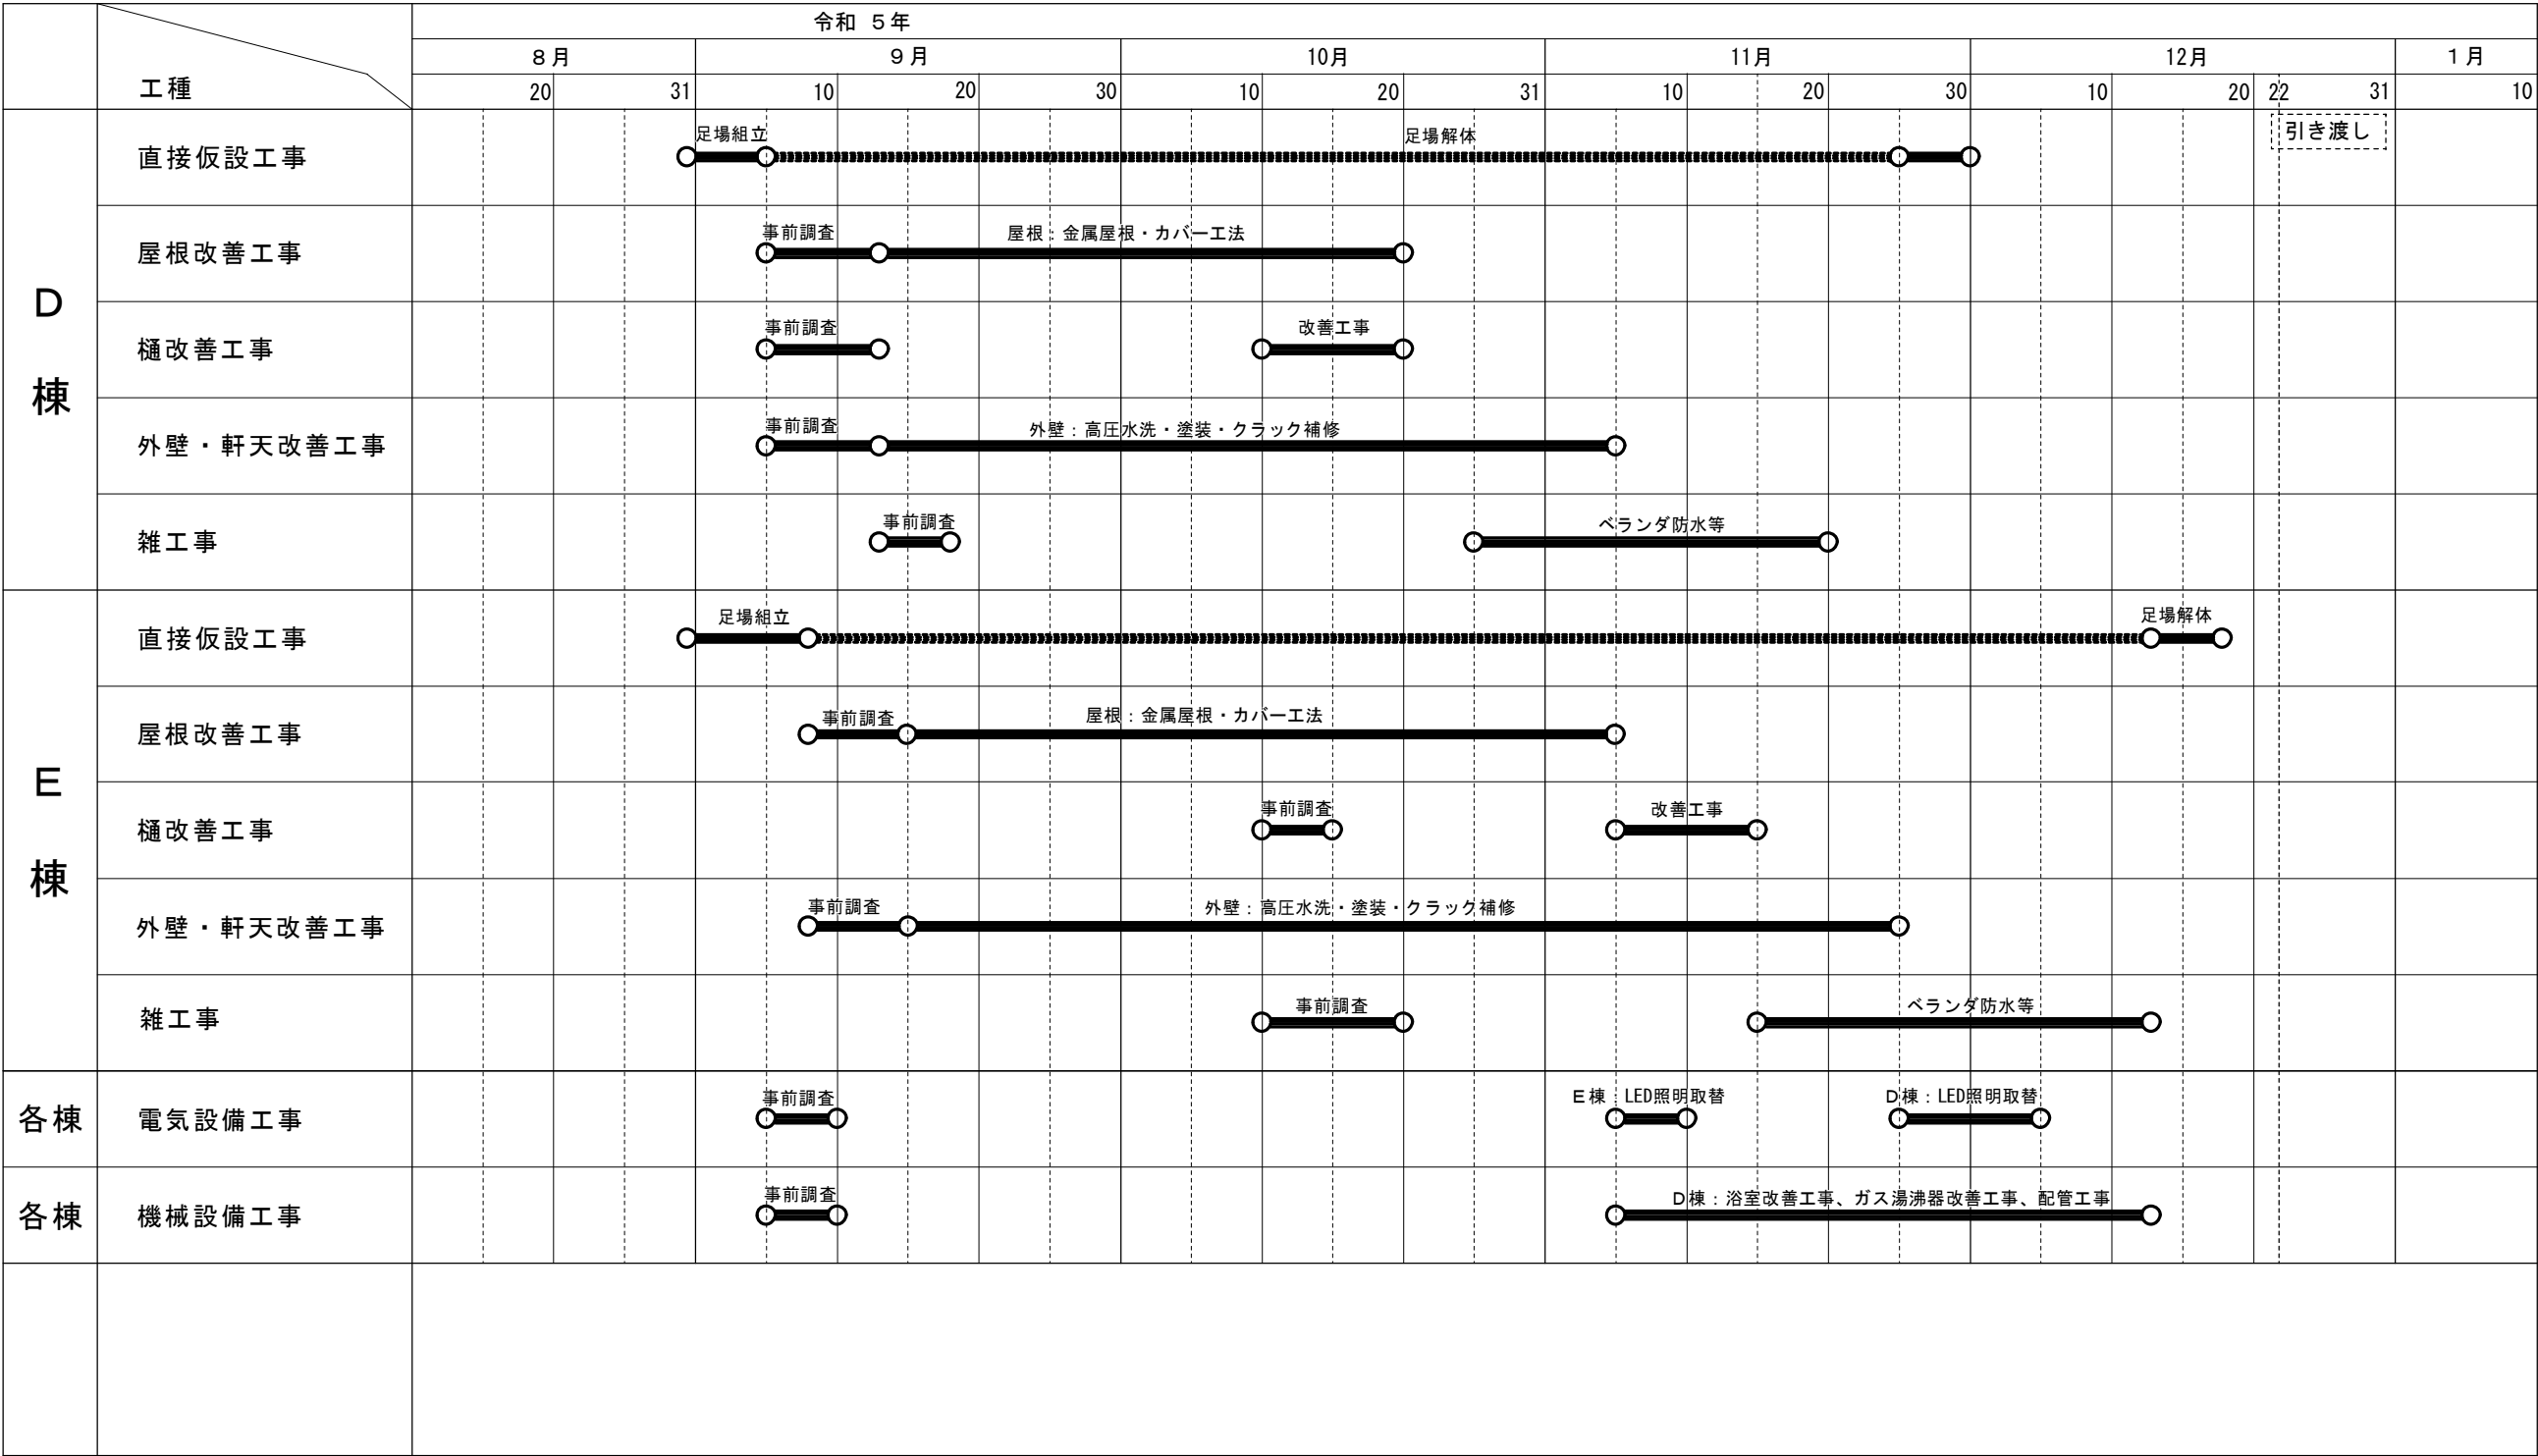 令和 5年
8月 9月 10月 11月 12月 1月
工種 20 31 10 20 30 10 20 31 10 20 30 10 20 22 31 10
引き渡し
D棟
直接仮設工事 足場組立 足場解体
屋根改善工事 事前調査 屋根：金属屋根・カバー工法
樋改善工事 事前調査 改善工事
外壁・軒天改善工事 事前調査 外壁：高圧水洗・塗装・クラック補修
雑工事 事前調査 ベランダ防水等
E棟
直接仮設工事 足場組立 足場解体
屋根改善工事 事前調査 屋根：金属屋根・カバー工法
樋改善工事 事前調査 改善工事
外壁・軒天改善工事 事前調査 外壁：高圧水洗・塗装・クラック補修
雑工事 事前調査 ベランダ防水等
各棟 電気設備工事 事前調査 E棟：LED照明取替 D棟：LED照明取替
各棟 機械設備工事 事前調査 D棟：浴室改善工事、ガス湯沸器改善工事、配管工事